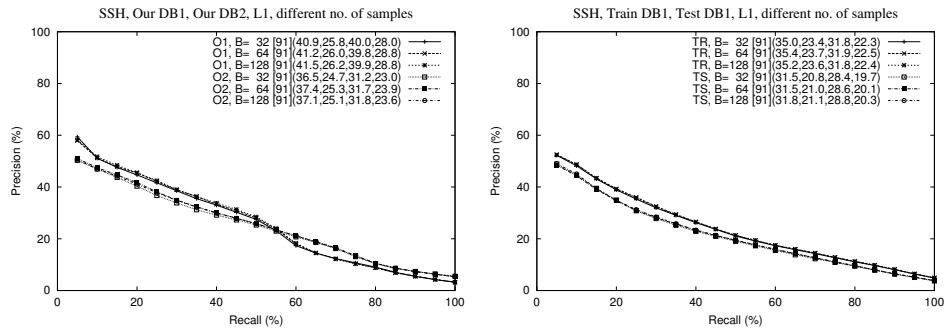 SSH, Our DB1, Our DB2, L1, different no. of samples
O1, B= 32 [91](40.9,25.8,40.0,28.0)
O1, B= 64 [91](41.2,26.0,39.8,28.8)
O1, B=128 [91](41.5,26.2,39.9,28.8)
O2, B= 32 [91](36.5,24.7,31.2,23.0)
O2, B= 64 [91](37.4,25.3,31.7,23.9)
O2, B=128 [91](37.1,25.1,31.8,23.6)
100
80
60
40
20
0
Precision (%)
0 20 40 60 80 100
Recall (%)
SSH, Train DB1, Test DB1, L1, different no. of samples
TR, B= 32 [91](35.0,23.4,31.8,22.3)
TR, B= 64 [91](35.4,23.7,31.9,22.5)
TR, B=128 [91](35.2,23.6,31.8,22.4)
TS, B= 32 [91](31.5,20.8,28.4,19.7)
TS, B= 64 [91](31.5,21.0,28.6,20.1)
TS, B=128 [91](31.8,21.1,28.8,20.3)
100
80
60
40
20
0
Precision (%)
0 20 40 60 80 100
Recall (%)